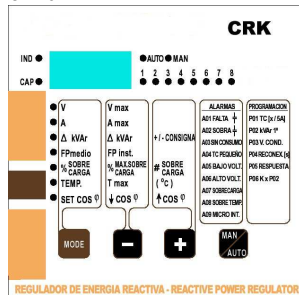 CRK
IND ●AUTO ●MAN
CAP 1 2 3 4 5 6 7 8
V V max
A A max
Δ kVAr Δ kVAr +/- CONSIGNA
FPmedio FP inst.
% SOBRE CARGA % MAX.SOBRE CARGA # SOBRE CARGA
TEMP. T max (°C)
SET COS φ ↓COS φ ↑COS φ
ALARMAS
A01 FALTA ╪
A02 SOBRA ╪
A03 SIN CONSUMO
A04 TC PEQUEÑO
A05 BAJO VOLT.
A06 ALTO VOLT.
A07 SOBRECARGA
A08 SOBRE TEMP.
A09 MICRO INT.
PROGRAMACION
P01 TC [x / 5A]
P02 kVAr 1º
P03 V. COND.
P04 RECONEX. [s]
P05 RESPUESTA
P06 K x P02
MODE
-
+
MAN
AUTO
REGULADOR DE ENERGIA REACTIVA - REACTIVE POWER REGULATOR